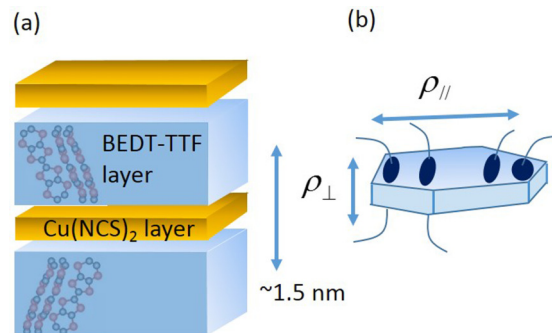 (a)
(b)
BEDT-TTF
layer
Cu(NCS)₂ layer
~1.5 nm
ρ//
ρ⊥